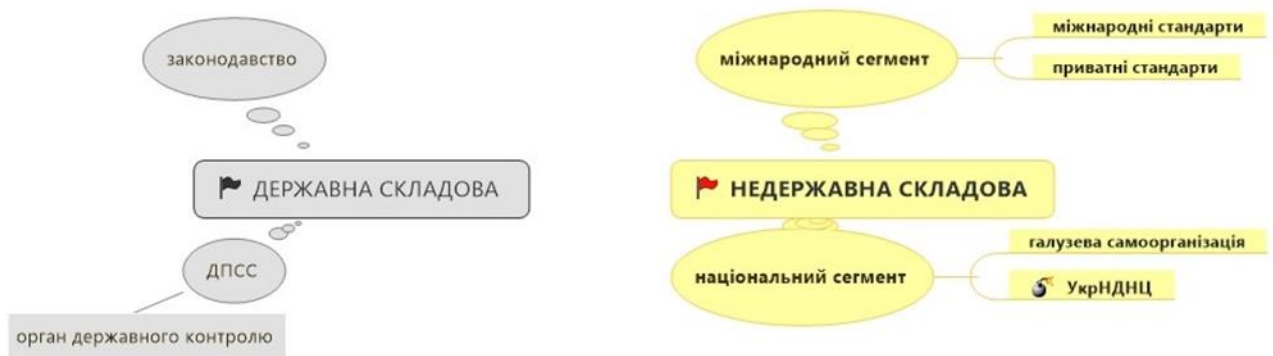 законодавство
ДЕРЖАВНА СКЛАДОВА
ДПСС
орган державного контролю
міжнародний сегмент
міжнародні стандарти
приватні стандарти
НЕДЕРЖАВНА СКЛАДОВА
національний сегмент
галузева самоорганізація
УкрНДНЦ